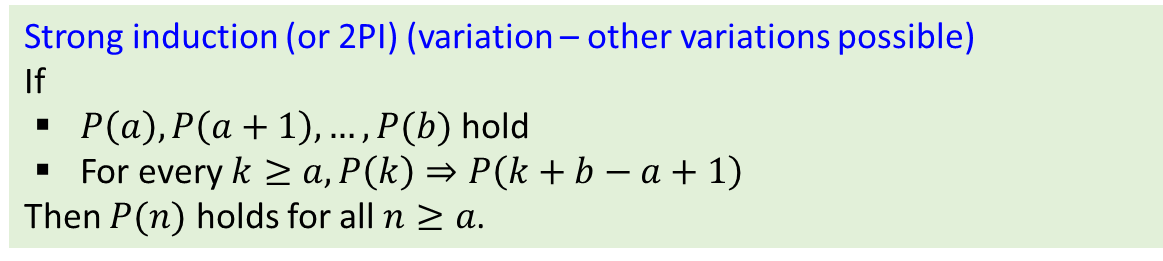 Strong induction (or 2PI) (variation – other variations possible)
If
▪ P(a), P(a + 1), … , P(b) hold
▪ For every k ≥ a, P(k) ⇒ P(k + b − a + 1)
Then P(n) holds for all n ≥ a.